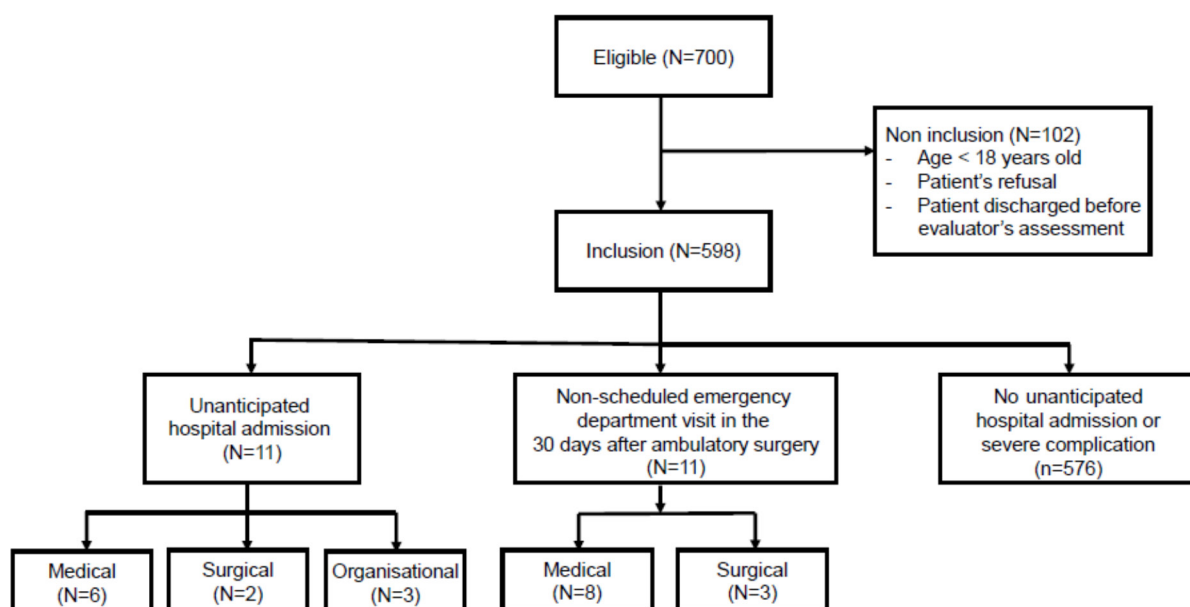 Eligible (N=700)
Non inclusion (N=102)
- Age < 18 years old
- Patient's refusal
- Patient discharged before
evaluator's assessment
Inclusion (N=598)
Unanticipated
hospital admission
(N=11)
Non-scheduled emergency
department visit in the
30 days after ambulatory surgery
(N=11)
No unanticipated
hospital admission or
severe complication
(n=576)
Medical
(N=6)
Surgical
(N=2)
Organisational
(N=3)
Medical
(N=8)
Surgical
(N=3)